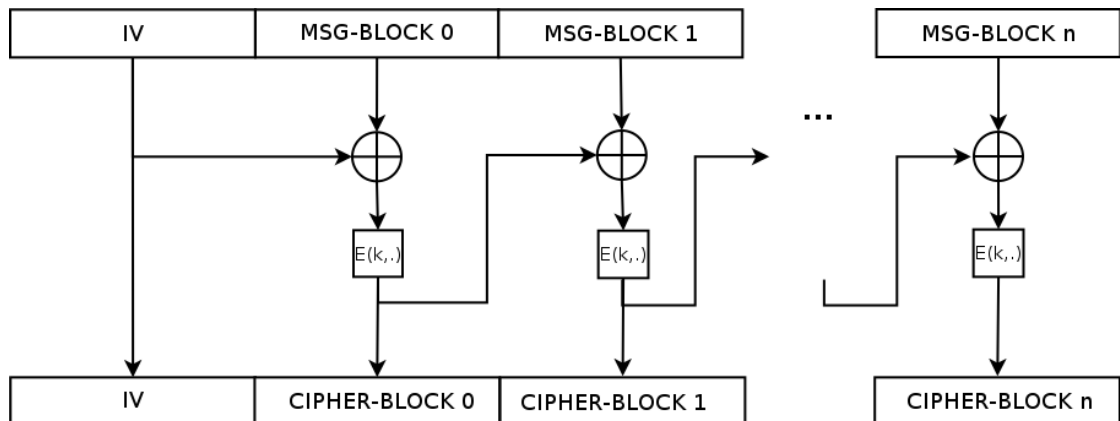 IV MSG-BLOCK 0 MSG-BLOCK 1 MSG-BLOCK n
...
E(k,.) E(k,.) E(k,.)
IV CIPHER-BLOCK 0 CIPHER-BLOCK 1 CIPHER-BLOCK n